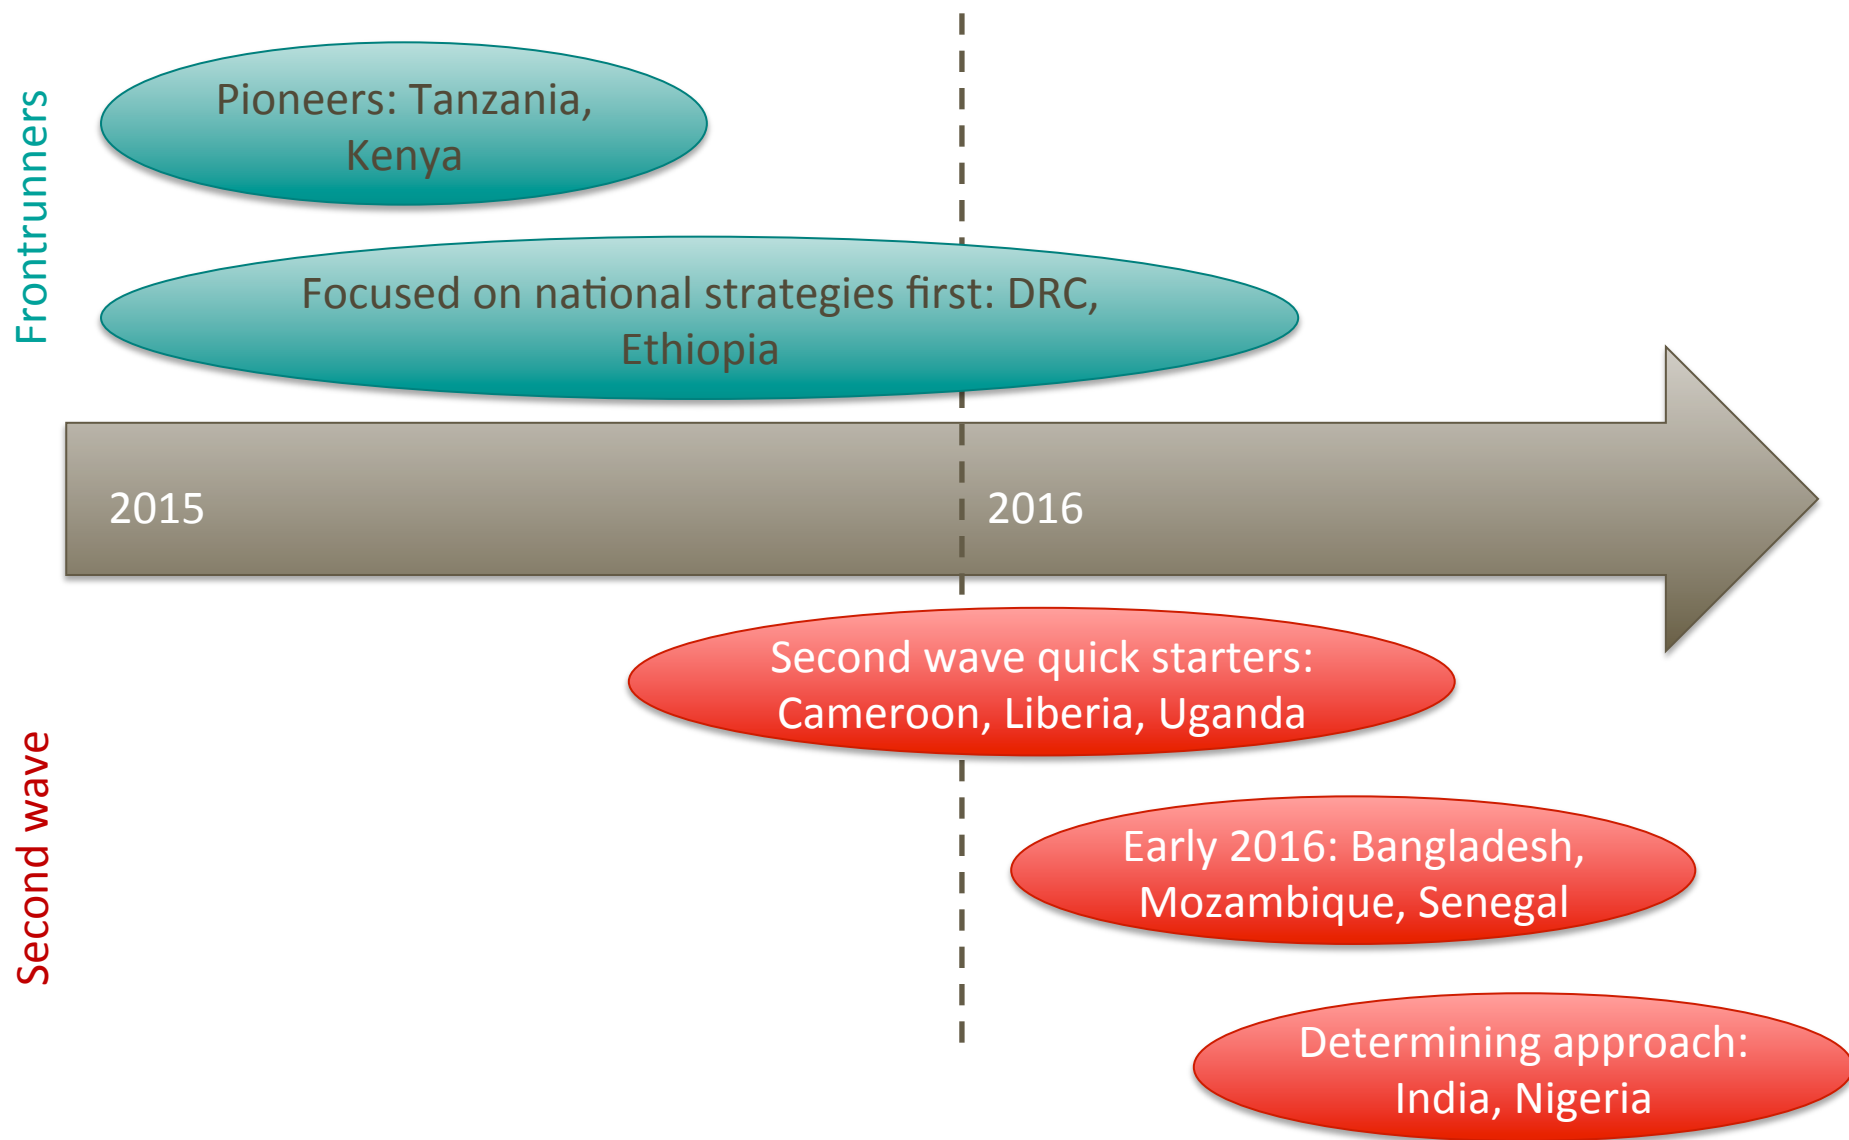 Frontrunners
Pioneers: Tanzania,
Kenya
Focused on national strategies first: DRC,
Ethiopia
2015
2016
Second wave
Second wave quick starters:
Cameroon, Liberia, Uganda
Early 2016: Bangladesh,
Mozambique, Senegal
Determining approach:
India, Nigeria